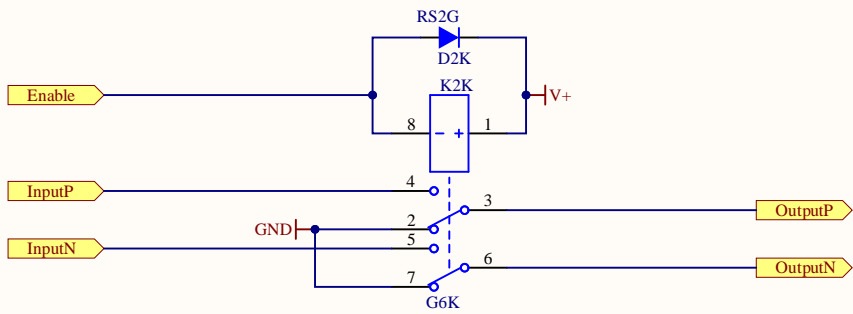 RS2G
D2K
K2K
Enable
V+
8
- +
1
InputP
4
3
OutputP
GND
2
5
InputN
6
OutputN
7
G6K